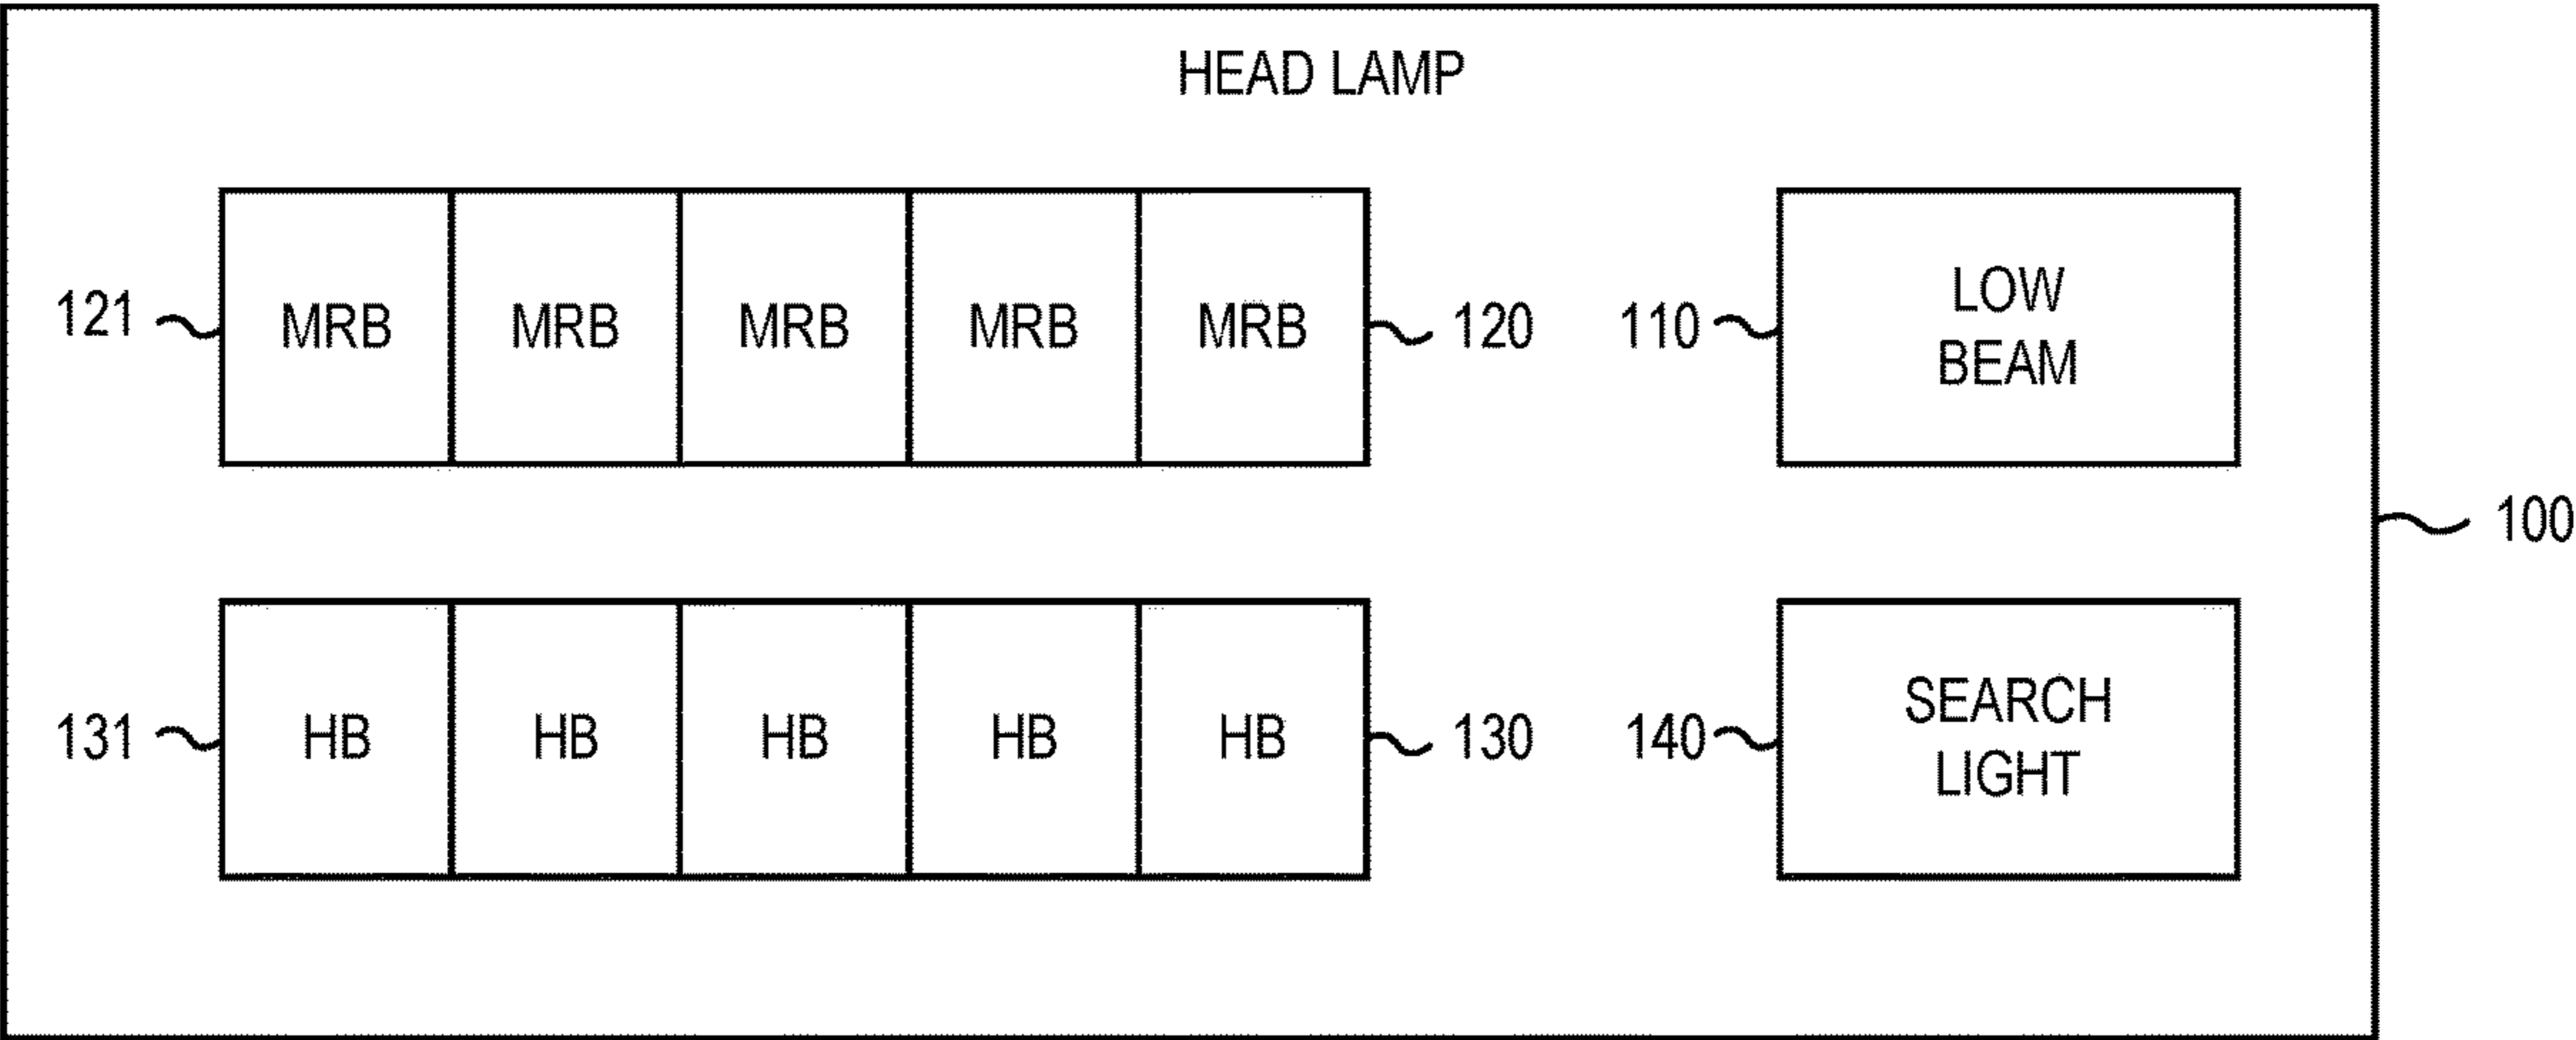 HEAD LAMP
121 MRB MRB MRB MRB MRB 120 110 LOW
BEAM
100
131 HB HB HB HB HB 130 140 SEARCH
LIGHT